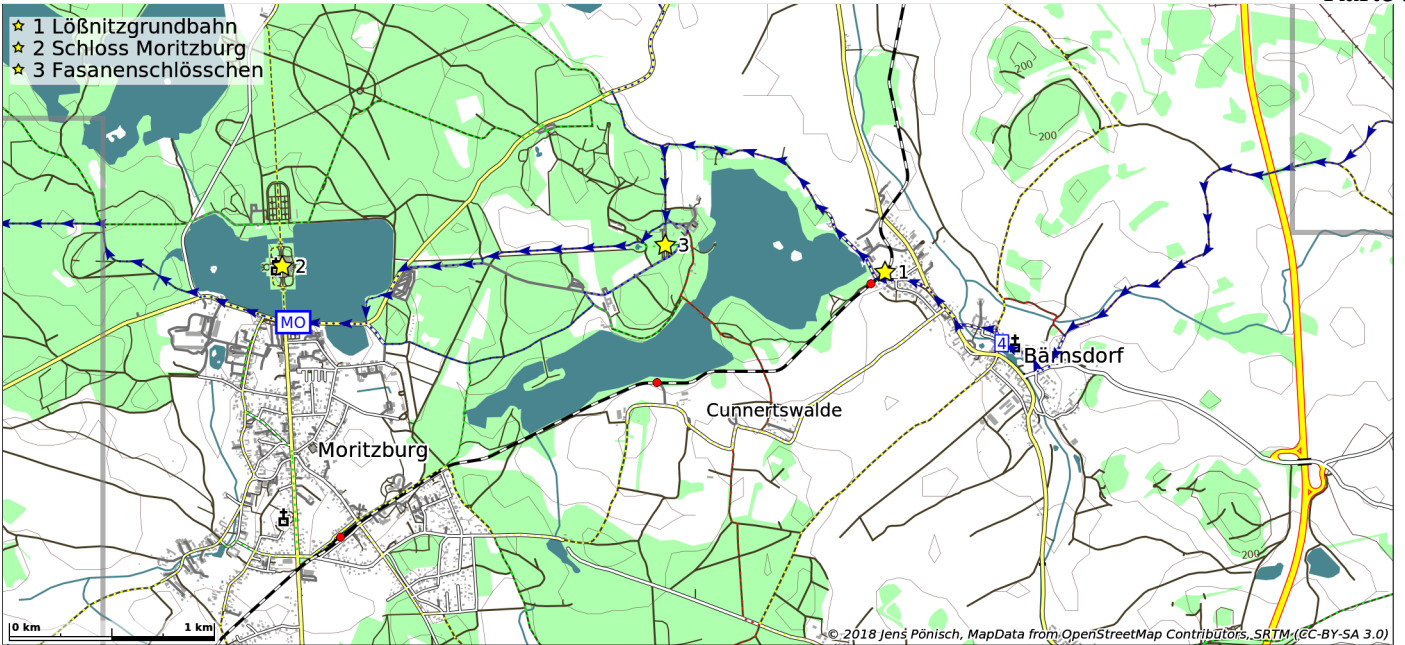 1 Lößnitzgrundbahn
2 Schloss Moritzburg
3 Fasanenschlösschen
200
200
3
2
1
MO
4
Bärnsdorf
Cunnertswalde
Moritzburg
200
0 km 1 km
© 2018 Jens Pönisch, MapData from OpenStreetMap Contributors, SRTM (CC-BY-SA 3.0)